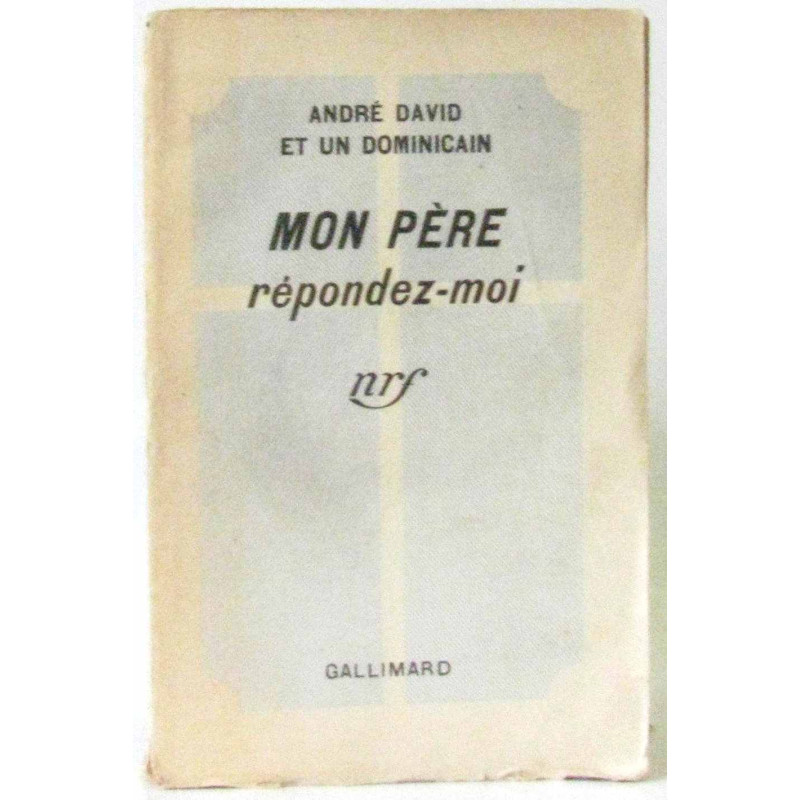 ANDRÉ DAVID
ET UN DOMINICAIN
MON PÈRE
répondez-moi
nrf
GALLIMARD